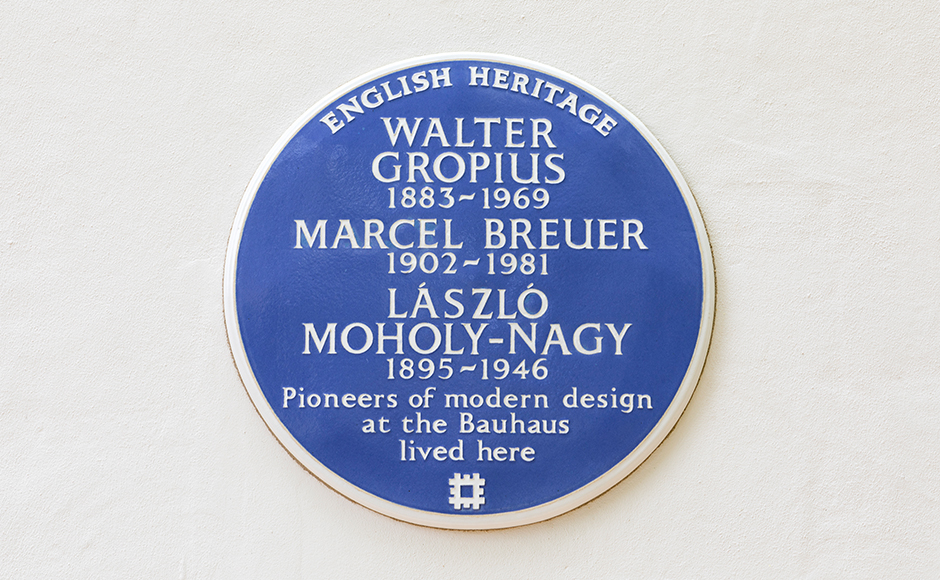 ENGLISH HERITAGE
WALTER
GROPIUS
1883~1969
MARCEL BREUER
1902~1981
LÁSZLÓ
MOHOLY-NAGY
1895~1946
Pioneers of modern design
at the Bauhaus
lived here